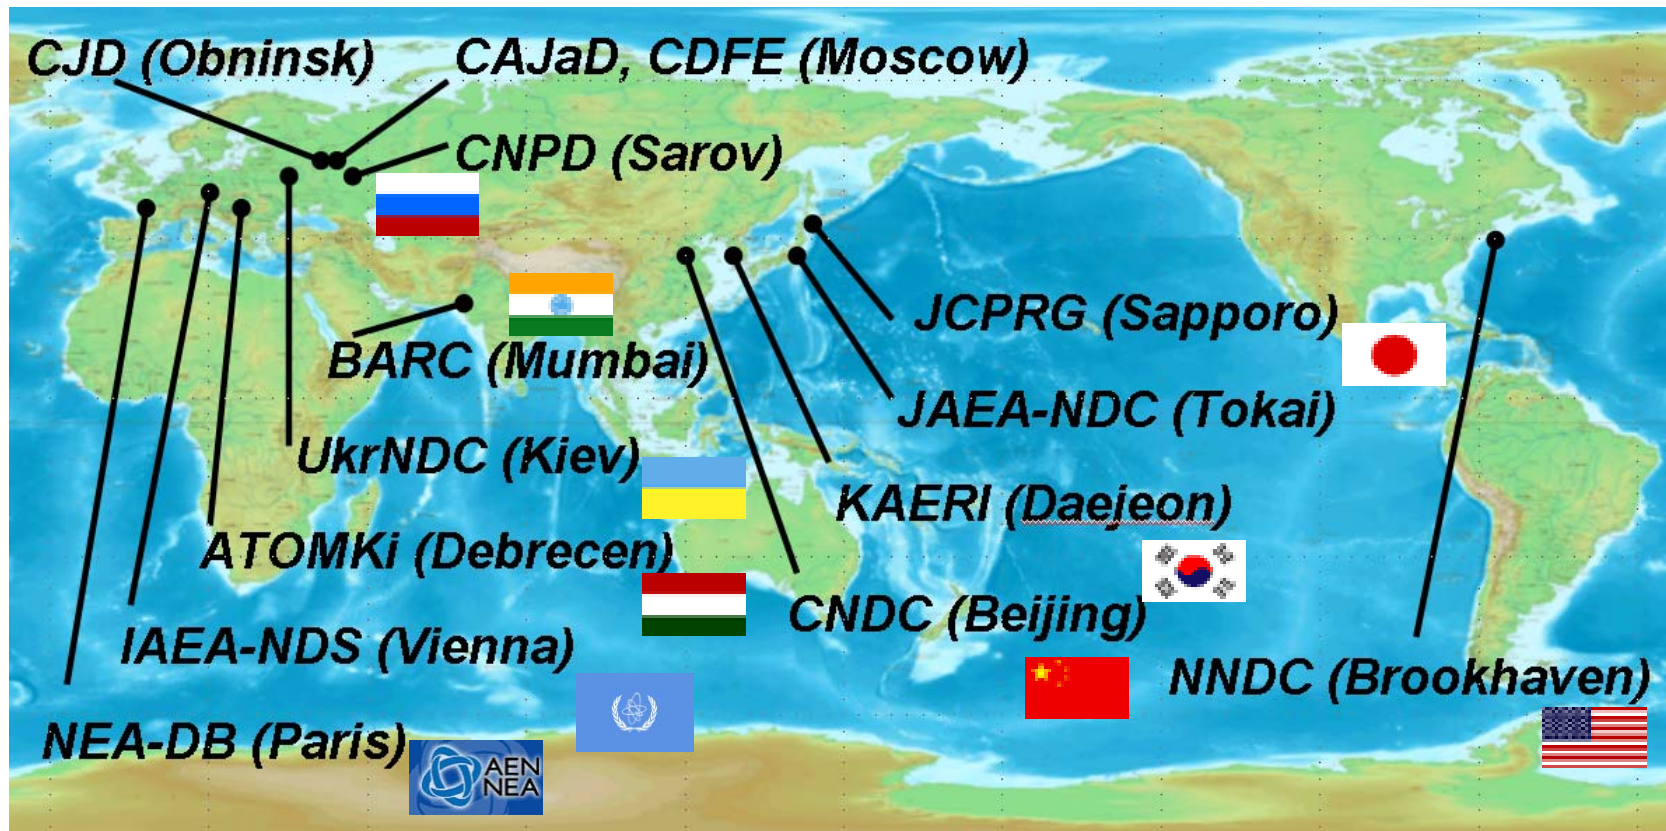 CJD (Obninsk)
CAJaD, CDFE (Moscow)
CNPD (Sarov)
BARC (Mumbai)
JCPRG (Sapporo)
JAEA-NDC (Tokai)
UkrNDC (Kiev)
KAERI (Daejeon)
ATOMKi (Debrecen)
CNDC (Beijing)
IAEA-NDS (Vienna)
NNDC (Brookhaven)
NEA-DB (Paris)
AEN
NEA